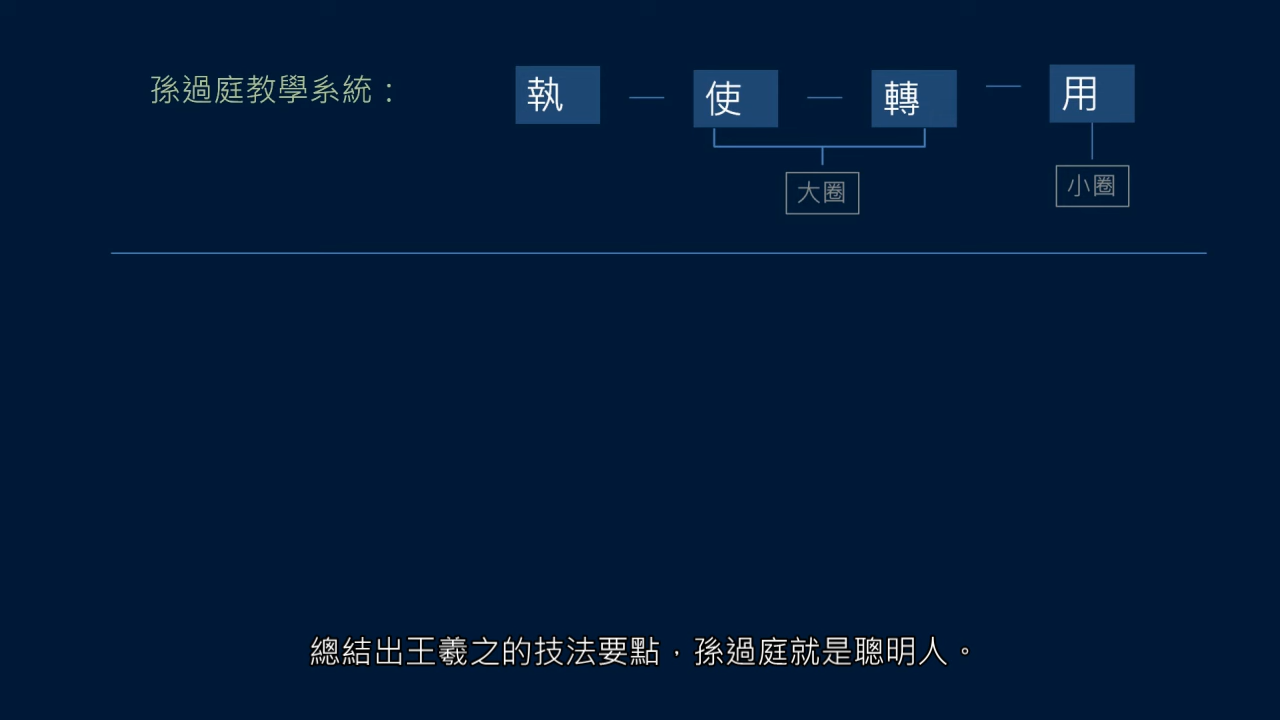 孫過庭教學系統：
執 — 使 — 轉 — 用
大圈 小圈
總結出王羲之的技法要點，孫過庭就是聰明人。